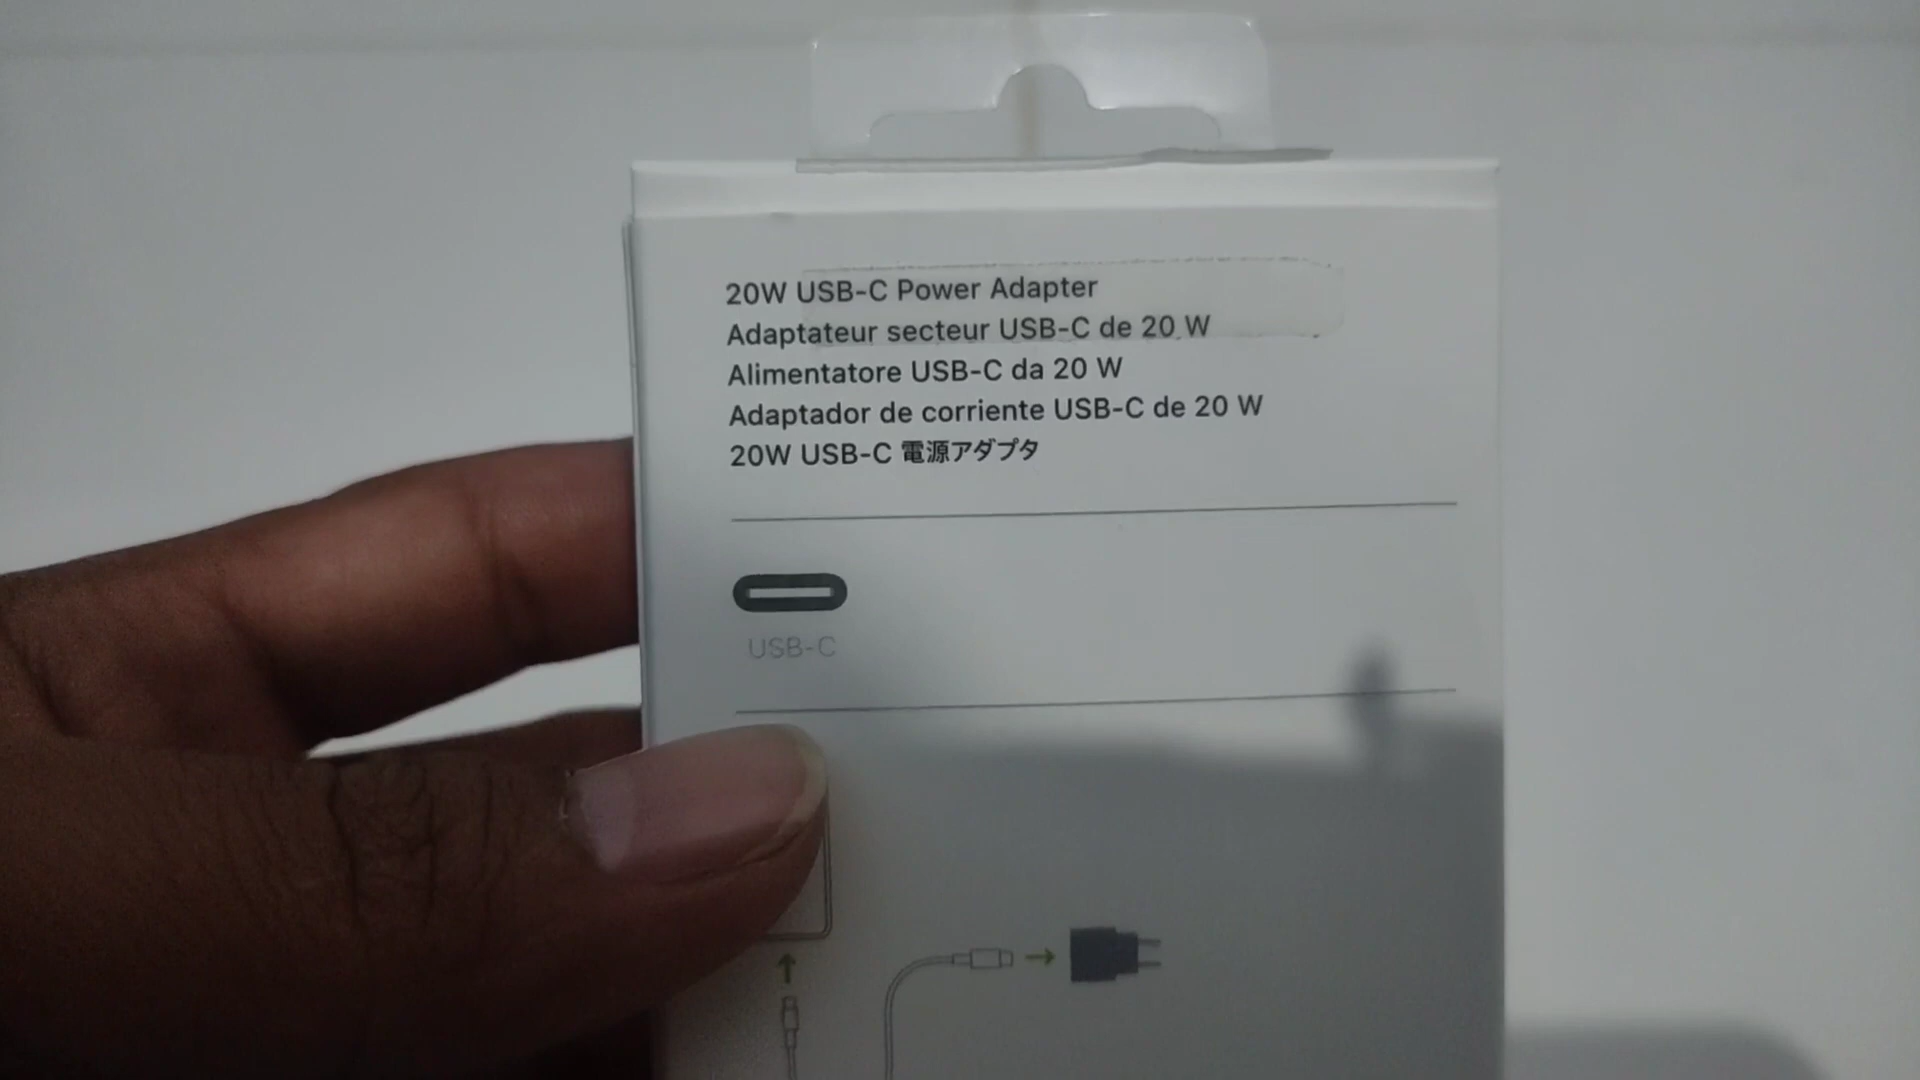 20W USB-C Power Adapter
Adaptateur secteur USB-C de 20 W
Alimentatore USB-C da 20 W
Adaptador de corriente USB-C de 20 W
20W USB-C 電源アダプタ
USB-C